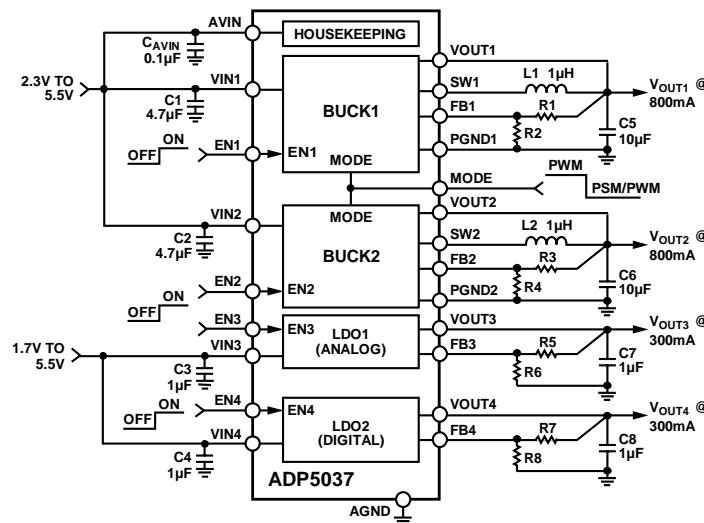 AVIN
HOUSEKEEPING
CAVIN
0.1µF
VOUT1
2.3V TO
5.5V
VIN1
C1
4.7µF
BUCK1
SW1
L1 1µH
VOUT1 @
800mA
FB1
R1
R2
C5
10µF
ON
OFF
EN1
EN1
PGND1
MODE
MODE
PWM
PSM/PWM
VOUT2
VIN2
MODE
C2
4.7µF
BUCK2
SW2
L2 1µH
VOUT2 @
800mA
FB2
R3
R4
C6
10µF
ON
OFF
EN2
EN2
PGND2
EN3
EN3
LDO1
(ANALOG)
VOUT3
VOUT3 @
300mA
1.7V TO
5.5V
VIN3
FB3
R5
R6
C7
1µF
C3
1µF
ON
OFF
EN4
EN4
LDO2
(DIGITAL)
VOUT4
VOUT4 @
300mA
VIN4
C4
1µF
FB4
R7
R8
C8
1µF
ADP5037
AGND